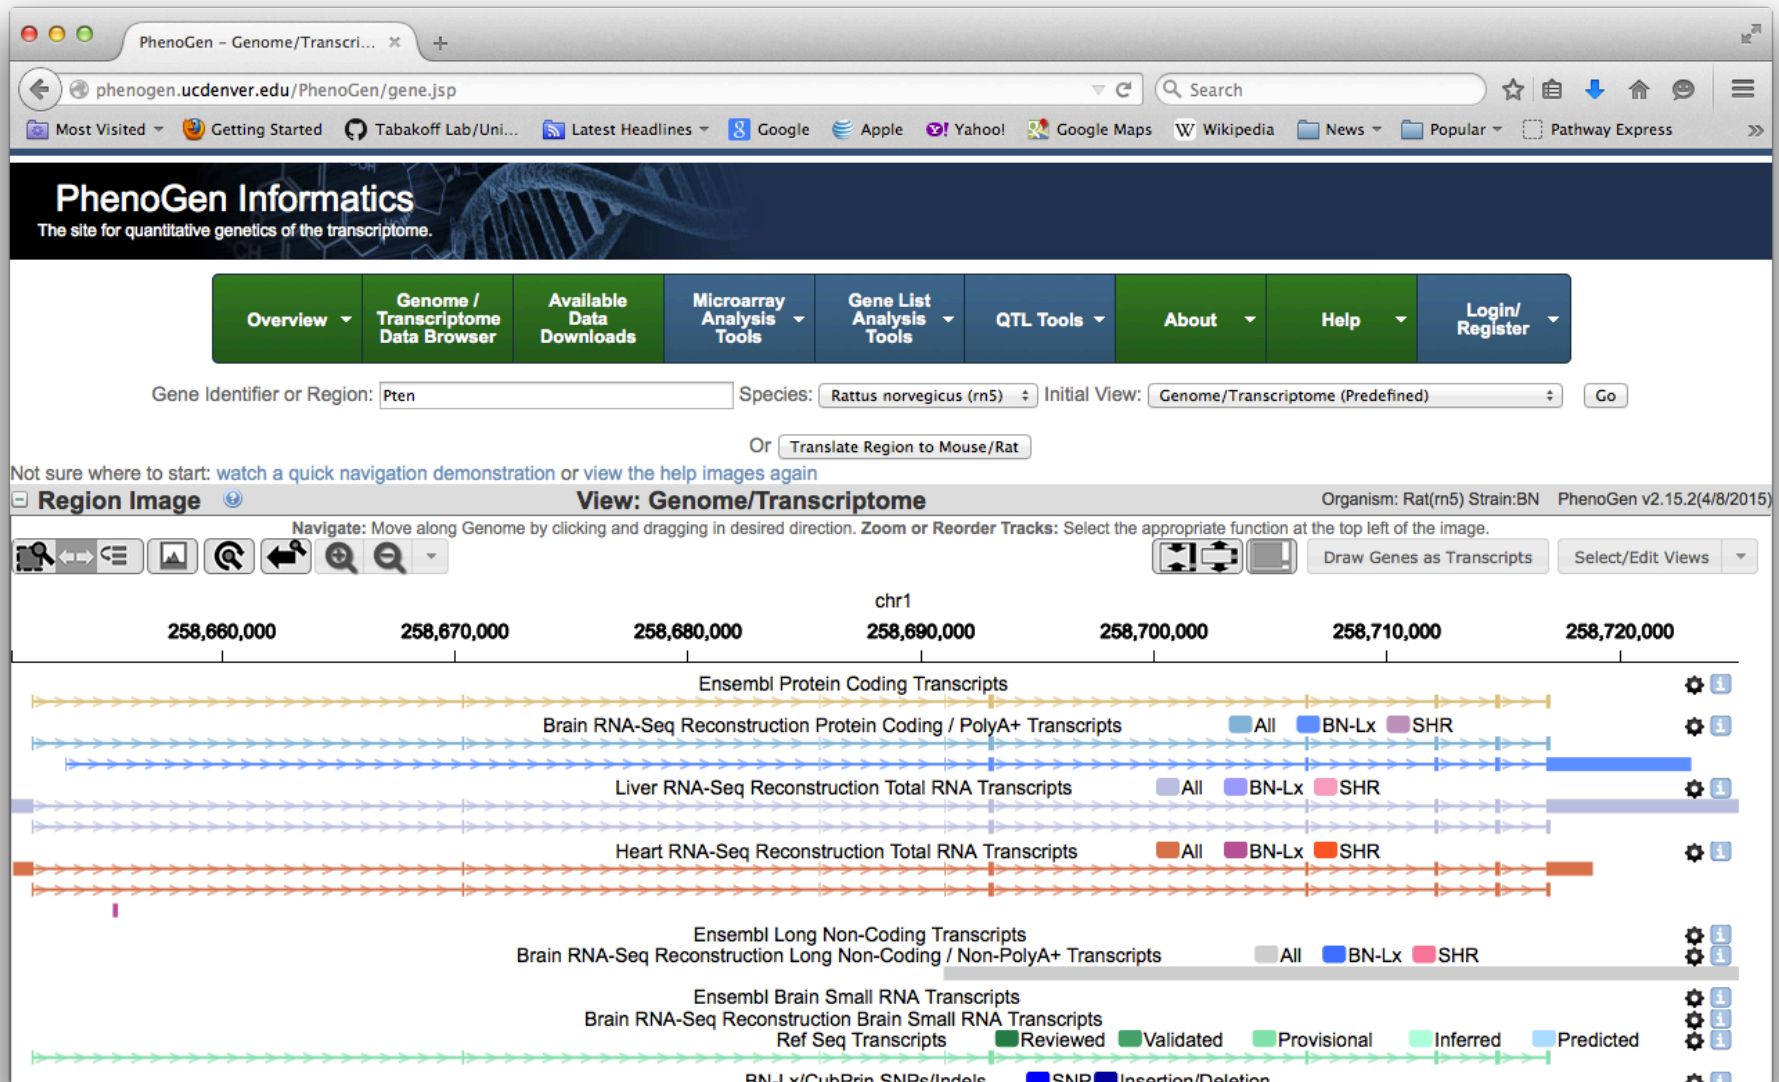 PhenoGen – Genome/Transcri...
phenogen.ucdenver.edu/PhenoGen/gene.jsp
Search
Most Visited Getting Started Tabakoff Lab/Uni... Latest Headlines Google Apple Yahoo! Google Maps Wikipedia News Popular Pathway Express
PhenoGen Informatics
The site for quantitative genetics of the transcriptome.
Overview
Genome /
Transcriptome
Data Browser
Available
Data
Downloads
Microarray
Analysis
Tools
Gene List
Analysis
Tools
QTL Tools
About
Help
Login/
Register
Gene Identifier or Region: Pten Species: Rattus norvegicus (rn5) Initial View: Genome/Transcriptome (Predefined) Go
Or Translate Region to Mouse/Rat
Not sure where to start: watch a quick navigation demonstration or view the help images again
Region Image View: Genome/Transcriptome Organism: Rat(rn5) Strain:BN PhenoGen v2.15.2(4/8/2015)
Navigate: Move along Genome by clicking and dragging in desired direction. Zoom or Reorder Tracks: Select the appropriate function at the top left of the image.
Draw Genes as Transcripts Select/Edit Views
chr1
258,660,000 258,670,000 258,680,000 258,690,000 258,700,000 258,710,000 258,720,000
Ensembl Protein Coding Transcripts
Brain RNA-Seq Reconstruction Protein Coding / PolyA+ Transcripts All BN-Lx SHR
Liver RNA-Seq Reconstruction Total RNA Transcripts All BN-Lx SHR
Heart RNA-Seq Reconstruction Total RNA Transcripts All BN-Lx SHR
Ensembl Long Non-Coding Transcripts
Brain RNA-Seq Reconstruction Long Non-Coding / Non-PolyA+ Transcripts All BN-Lx SHR
Ensembl Brain Small RNA Transcripts
Brain RNA-Seq Reconstruction Brain Small RNA Transcripts
Ref Seq Transcripts Reviewed Validated Provisional Inferred Predicted
BN-Lx/CubPrin SNPs/Indels SNP Insertion/Deletion